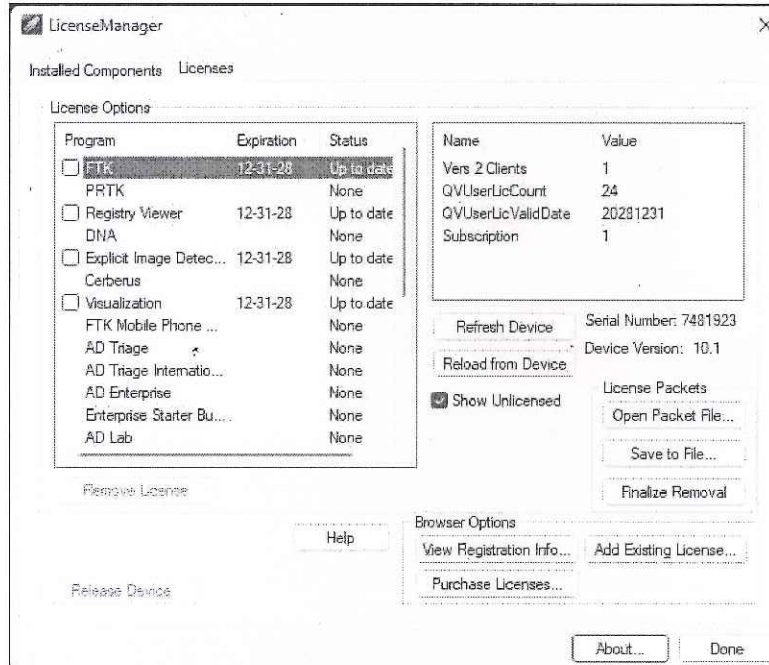 LicenseManager
Installed Components Licenses
License Options
Program Expiration Status
FTK 12-31-28 Up to date
PRTK None
Registry Viewer 12-31-28 Up to date
DNA None
Explicit Image Detec... 12-31-28 Up to date
Cerberus None
Visualization 12-31-28 Up to date
FTK Mobile Phone ... None
AD Triage None
AD Triage Internatio... None
AD Enterprise None
Enterprise Starter Bu... None
AD Lab None
Remove License
Release Device
Help
Name Value
Vers 2 Clients 1
QVUserLicCount 24
QVUserLicValidDate 20281231
Subscription 1
Refresh Device
Reload from Device
Show Unlicensed
Serial Number: 7481923
Device Version: 10.1
License Packets
Open Packet File...
Save to File...
Finalize Removal
Browser Options
View Registration Info... Add Existing License...
Purchase Licenses...
About... Done